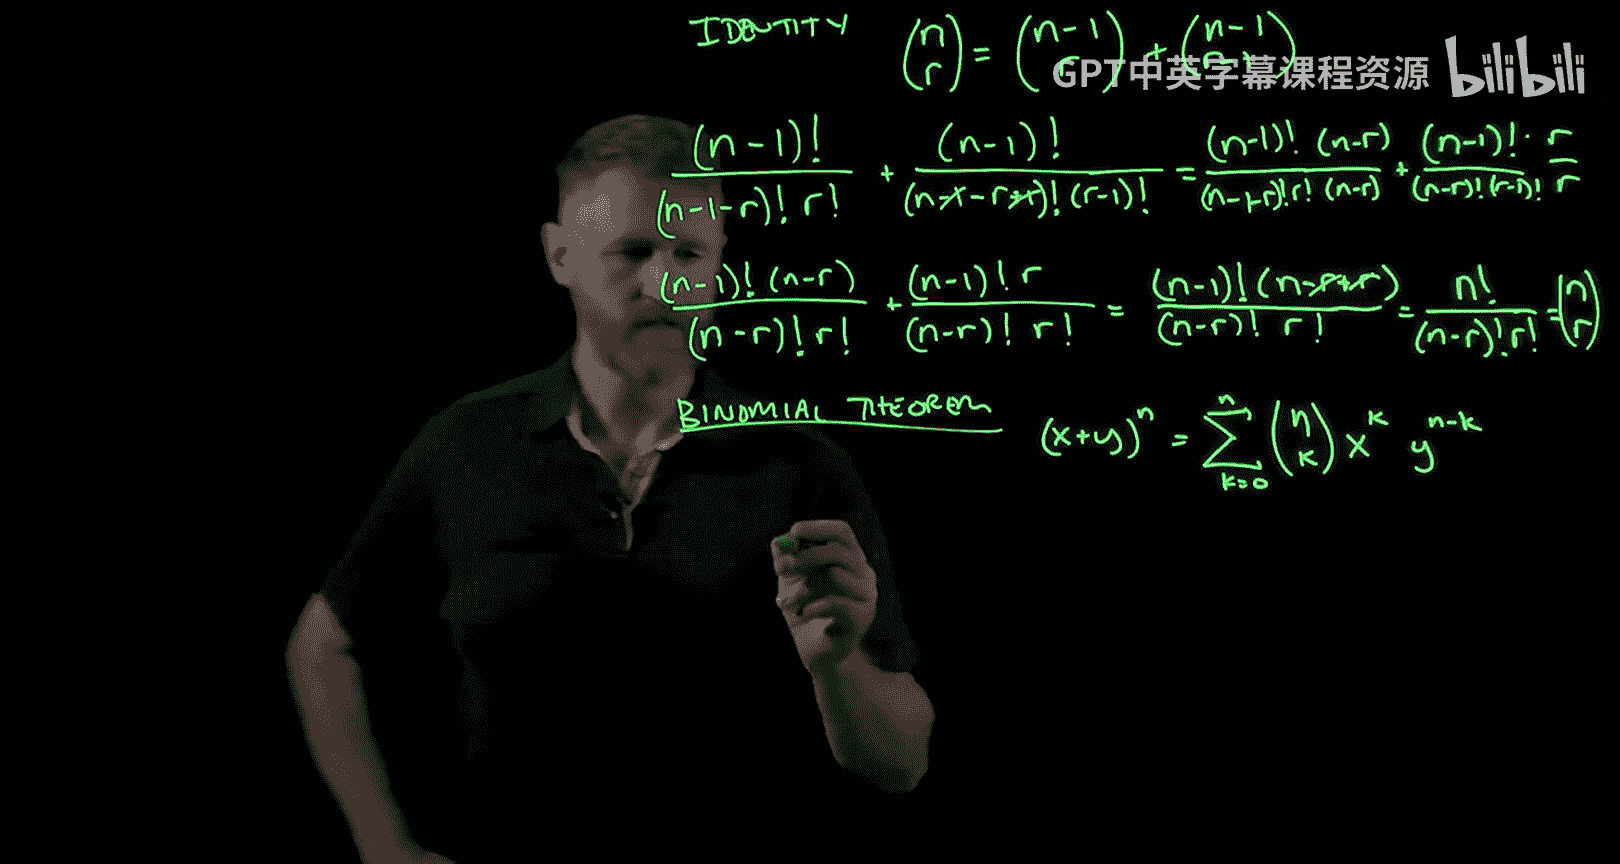 IDENTITY (n r) = (n-1 r) + (n-1 r-1)
GPT中英字幕课程资源 bilibili
(n-1)! / (n-1-r)! r! + (n-1)! / (n-1-r+1)! (r-1)! = (n-1)! (n-r) / (n-1-r)! r! (n-r) + (n-1)! · r / (n-r)! (r-1)! r
(n-1)! (n-r) / (n-r)! r! + (n-1)! r / (n-r)! r! = (n-1)! (n-r+r) / (n-r)! r! = n! / (n-r)! r! = (n r)
BINOMIAL THEOREM (x+y)^n = Σ_{k=0}^{n} (n k) x^k y^{n-k}